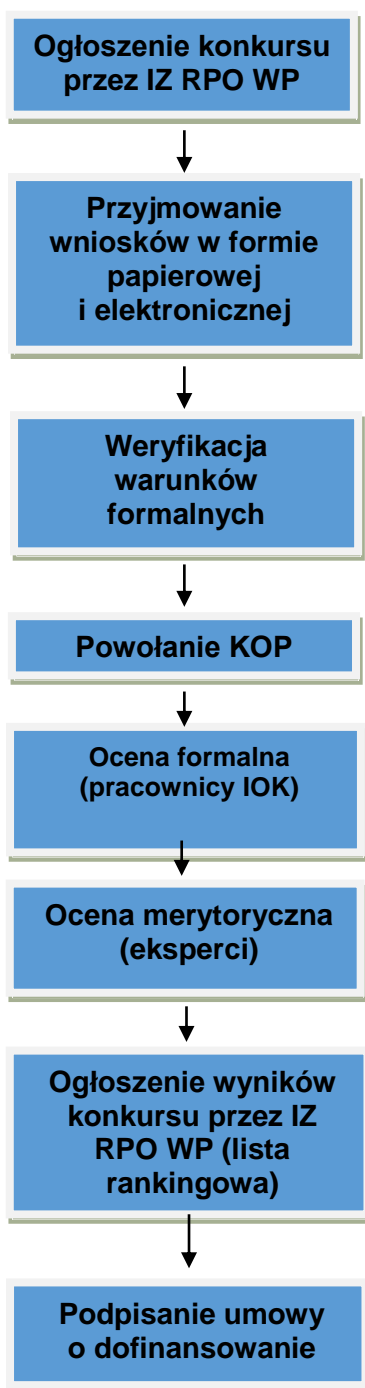 Ogłoszenie konkursu
przez IZ RPO WP
Przyjmowanie
wniosków w formie
papierowej
i elektronicznej
Weryfikacja
warunków
formalnych
Powołanie KOP
Ocena formalna
(pracownicy IOK)
Ocena merytoryczna
(eksperci)
Ogłoszenie wyników
konkursu przez IZ
RPO WP (lista
rankingowa)
Podpisanie umowy
o dofinansowanie